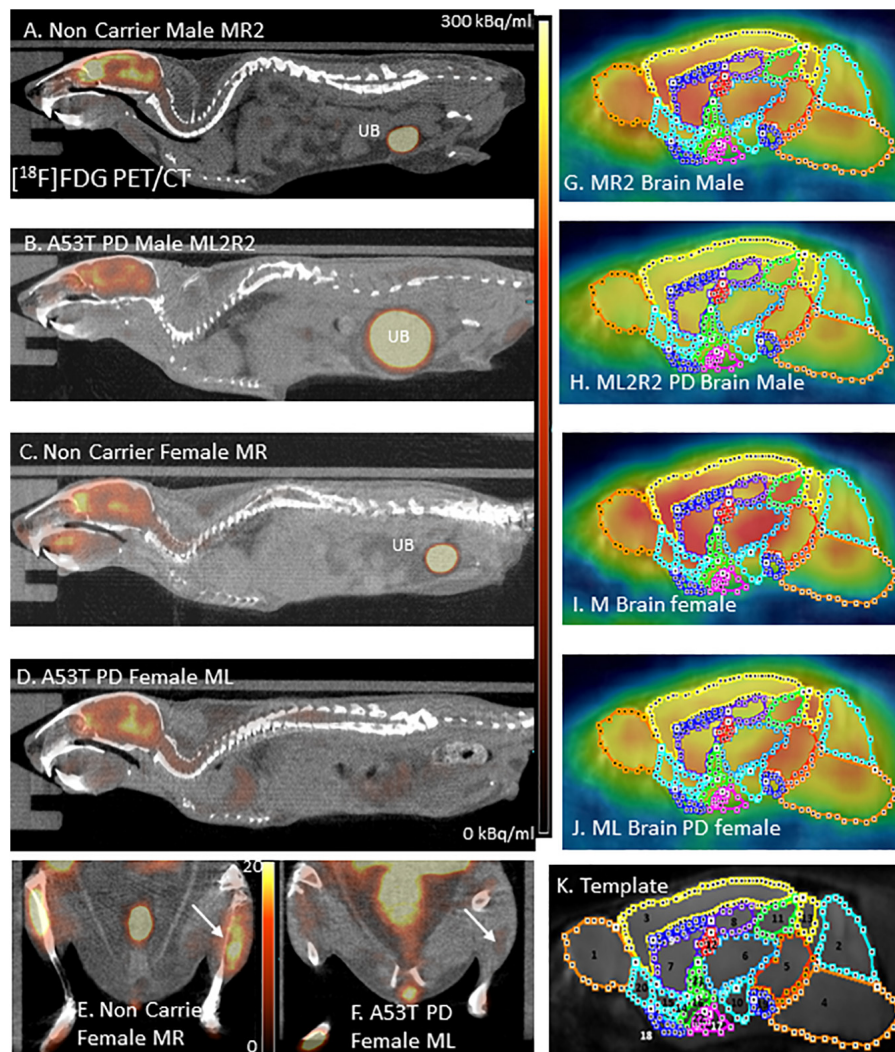 A. Non Carrier Male MR2
300 kBq/ml
UB
[¹⁸F]FDG PET/CT
G. MR2 Brain Male
B. A53T PD Male ML2R2
UB
H. ML2R2 PD Brain Male
C. Non Carrier Female MR
UB
I. M Brain female
D. A53T PD Female ML
0 kBq/ml
J. ML Brain PD female
20
E. Non Carrier
Female MR
0
F. A53T PD
Female ML
K. Template
1
3
8
11
2
7
6
5
4
10
17
18